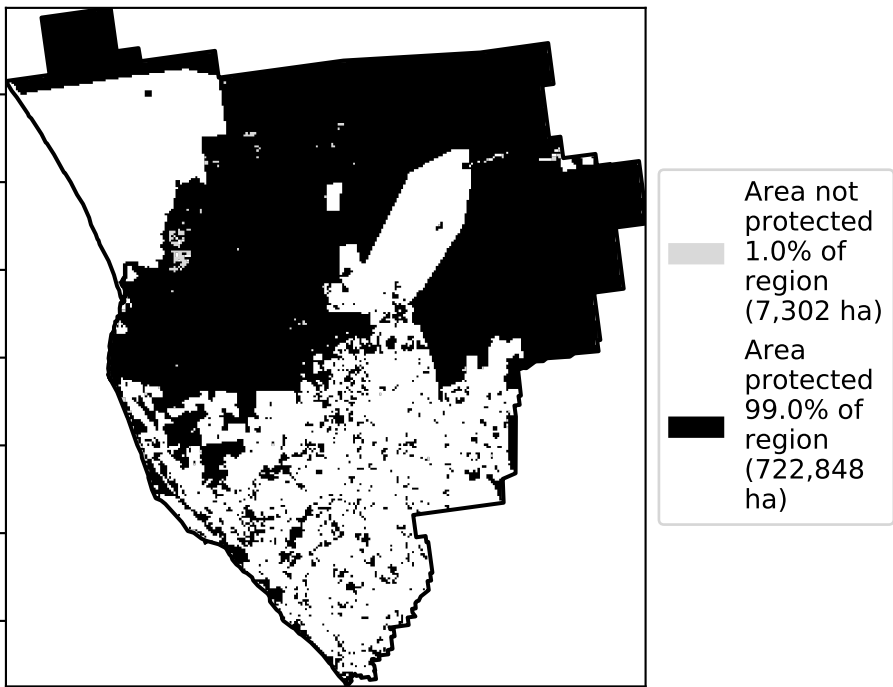 Area not
protected
1.0% of
region
(7,302 ha)
Area
protected
99.0% of
region
(722,848
ha)